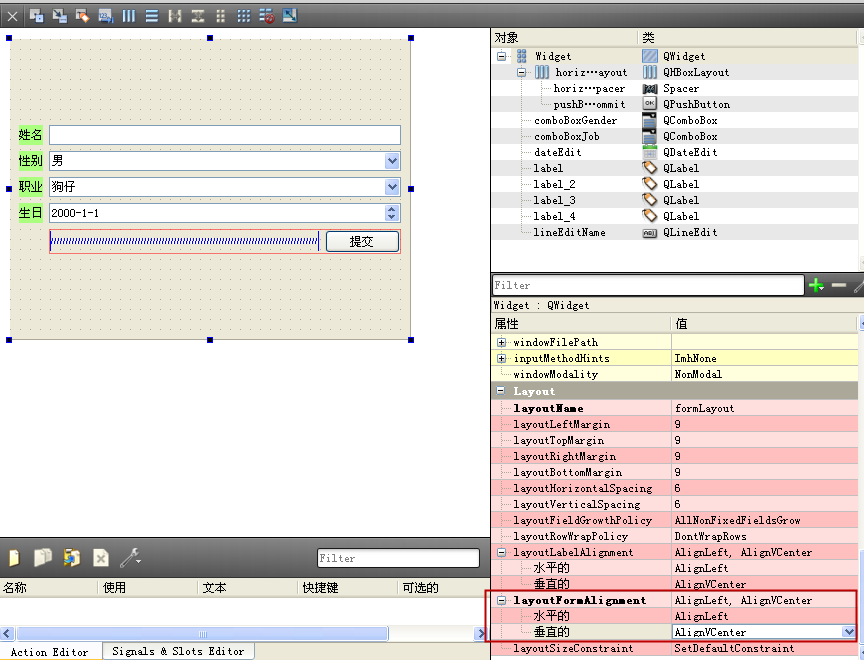 姓名
性别 男
职业 狗仔
生日 2000-1-1
提交
对象 类
Widget QWidget
horiz…ayout QHBoxLayout
horiz…pacer Spacer
pushB…ommit QPushButton
comboBoxGender QComboBox
comboBoxJob QComboBox
dateEdit QDateEdit
label QLabel
label_2 QLabel
label_3 QLabel
label_4 QLabel
lineEditName QLineEdit
Filter
Widget : QWidget
属性 值
windowFilePath
inputMethodHints ImhNone
windowModality NonModal
Layout
layoutName formLayout
layoutLeftMargin 9
layoutTopMargin 9
layoutRightMargin 9
layoutBottomMargin 9
layoutHorizontalSpacing 6
layoutVerticalSpacing 6
layoutFieldGrowthPolicy AllNonFixedFieldsGrow
layoutRowWrapPolicy DontWrapRows
layoutLabelAlignment AlignLeft, AlignVCenter
水平的 AlignLeft
垂直的 AlignVCenter
layoutFormAlignment AlignLeft, AlignVCenter
水平的 AlignLeft
垂直的 AlignVCenter
layoutSizeConstraint SetDefaultConstraint
Filter
名称 使用 文本 快捷键 可选的
Action Editor Signals & Slots Editor